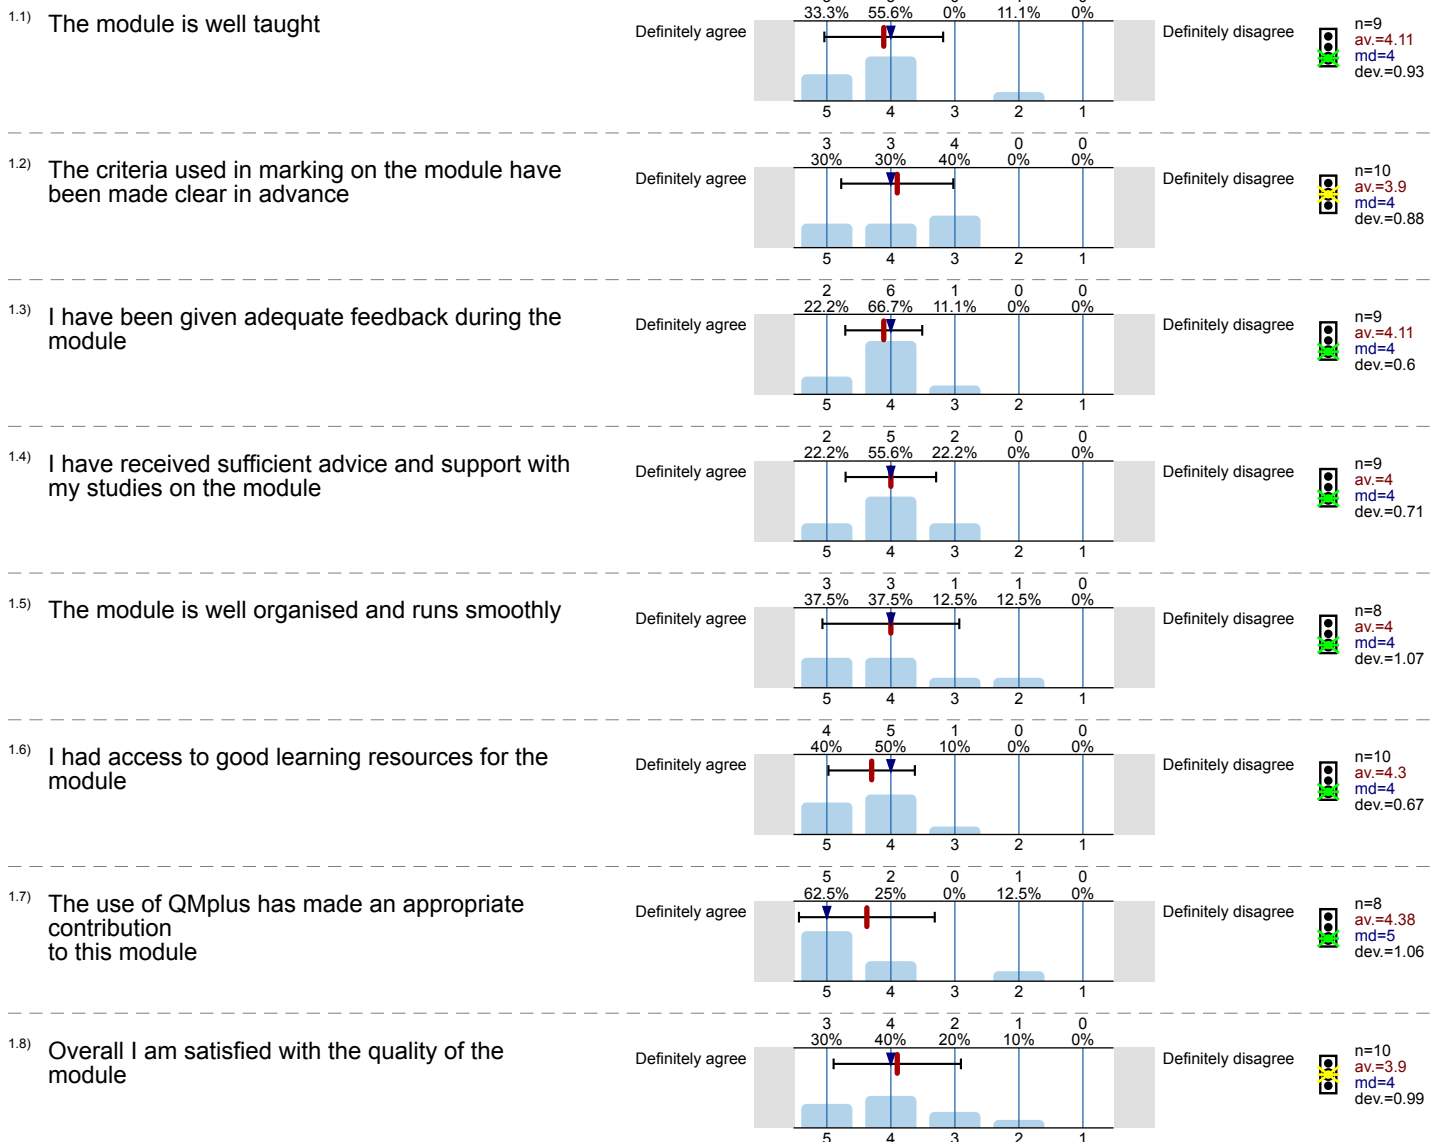 1.1) The module is well taught
Definitely agree
33.3% 55.6% 0% 11.1% 0%
5 4 3 2 1
Definitely disagree
n=9
av.=4.11
md=4
dev.=0.93
1.2) The criteria used in marking on the module have
been made clear in advance
Definitely agree
3 3 4 0 0
30% 30% 40% 0% 0%
5 4 3 2 1
Definitely disagree
n=10
av.=3.9
md=4
dev.=0.88
1.3) I have been given adequate feedback during the
module
Definitely agree
2 6 1 0 0
22.2% 66.7% 11.1% 0% 0%
5 4 3 2 1
Definitely disagree
n=9
av.=4.11
md=4
dev.=0.6
1.4) I have received sufficient advice and support with
my studies on the module
Definitely agree
2 5 2 0 0
22.2% 55.6% 22.2% 0% 0%
5 4 3 2 1
Definitely disagree
n=9
av.=4
md=4
dev.=0.71
1.5) The module is well organised and runs smoothly
Definitely agree
3 3 1 1 0
37.5% 37.5% 12.5% 12.5% 0%
5 4 3 2 1
Definitely disagree
n=8
av.=4
md=4
dev.=1.07
1.6) I had access to good learning resources for the
module
Definitely agree
4 5 1 0 0
40% 50% 10% 0% 0%
5 4 3 2 1
Definitely disagree
n=10
av.=4.3
md=4
dev.=0.67
1.7) The use of QMplus has made an appropriate
contribution
to this module
Definitely agree
5 2 0 1 0
62.5% 25% 0% 12.5% 0%
5 4 3 2 1
Definitely disagree
n=8
av.=4.38
md=5
dev.=1.06
1.8) Overall I am satisfied with the quality of the
module
Definitely agree
3 4 2 1 0
30% 40% 20% 10% 0%
5 4 3 2 1
Definitely disagree
n=10
av.=3.9
md=4
dev.=0.99